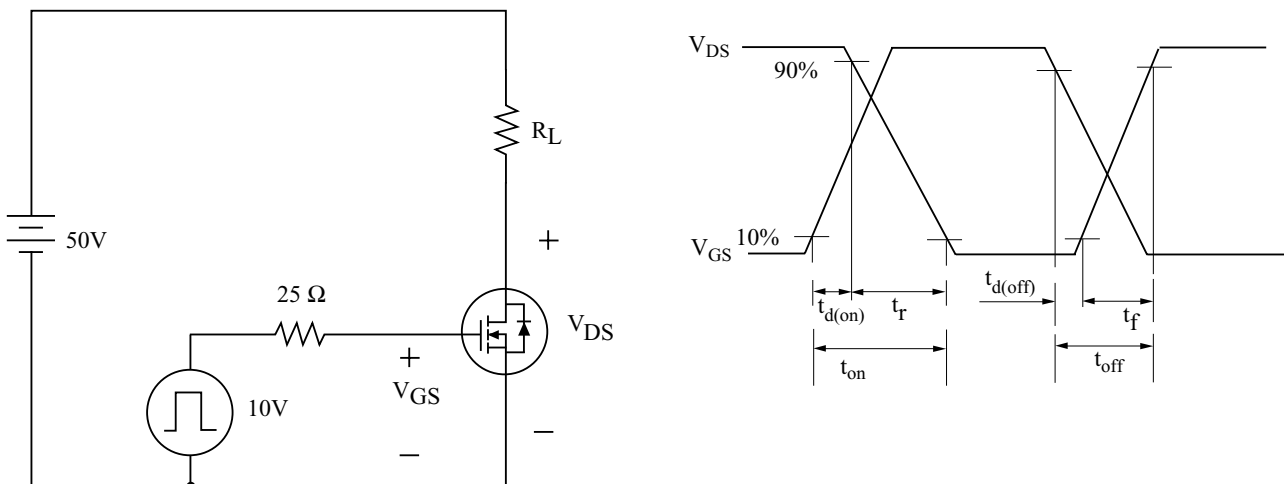 R_L
50V
+
25 Ω
V_DS
+
V_GS
10V
−
−
V_DS
90%
10%
V_GS
t_d(on)
t_r
t_d(off)
t_f
t_on
t_off